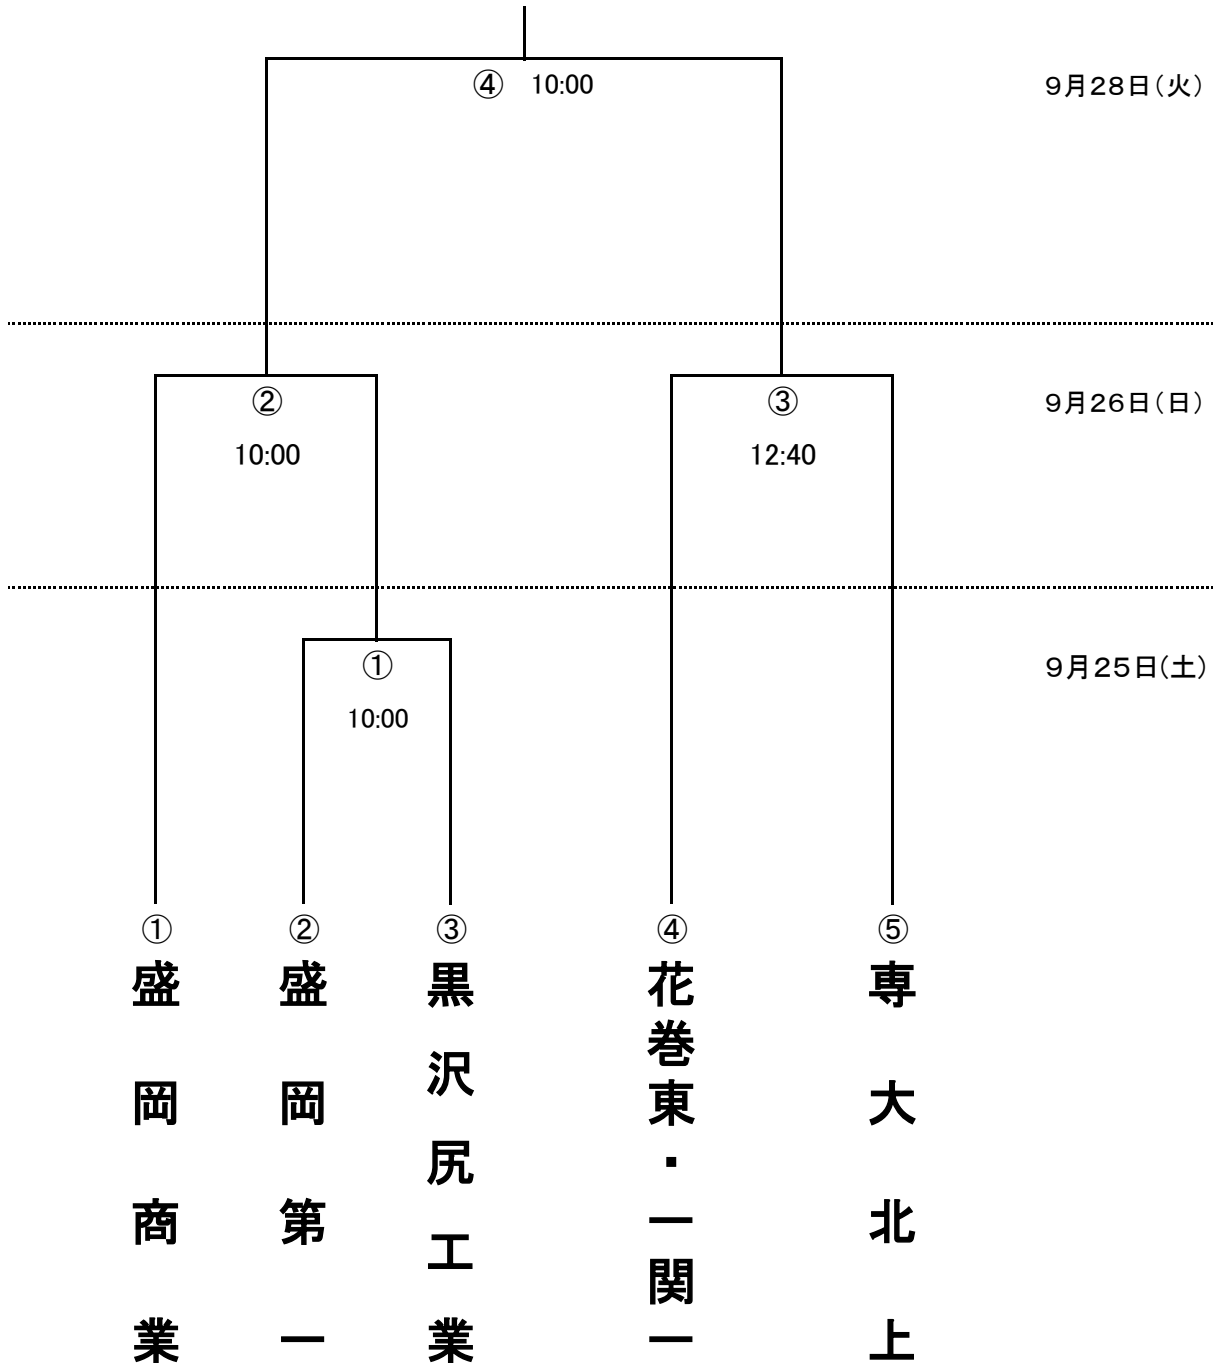 ④ 10:00
９月２８日（火）
②
③
９月２６日（日）
10:00
12:40
①
９月２５日（土）
10:00
①
②
③
④
⑤
盛岡商業
盛岡第一
黒沢尻工業
花巻東・一関一
専大北上